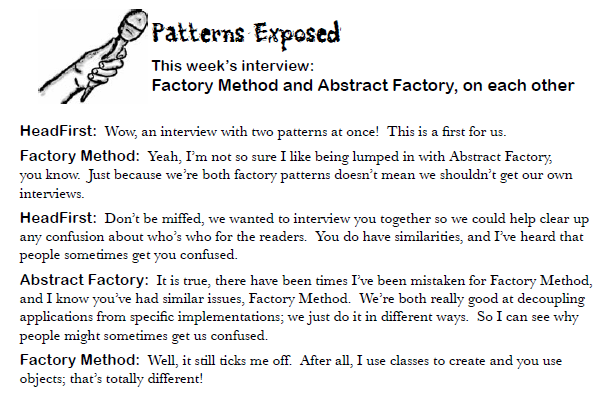 Patterns Exposed
This week's interview:
Factory Method and Abstract Factory, on each other
HeadFirst: Wow, an interview with two patterns at once! This is a first for us.
Factory Method: Yeah, I'm not so sure I like being lumped in with Abstract Factory,
you know. Just because we're both factory patterns doesn't mean we shouldn't get our own
interviews.
HeadFirst: Don't be miffed, we wanted to interview you together so we could help clear up
any confusion about who's who for the readers. You do have similarities, and I've heard that
people sometimes get you confused.
Abstract Factory: It is true, there have been times I've been mistaken for Factory Method,
and I know you've had similar issues, Factory Method. We're both really good at decoupling
applications from specific implementations; we just do it in different ways. So I can see why
people might sometimes get us confused.
Factory Method: Well, it still ticks me off. After all, I use classes to create and you use
objects; that's totally different!